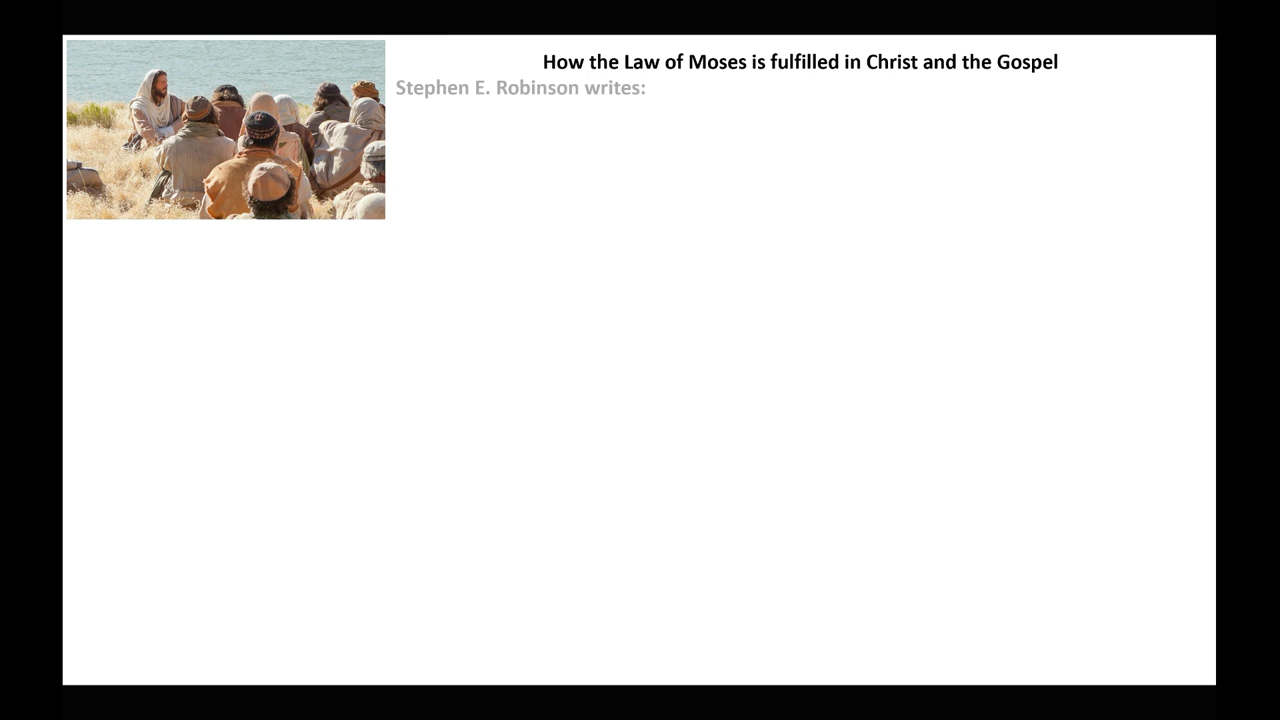 How the Law of Moses is fulfilled in Christ and the Gospel
Stephen E. Robinson writes: